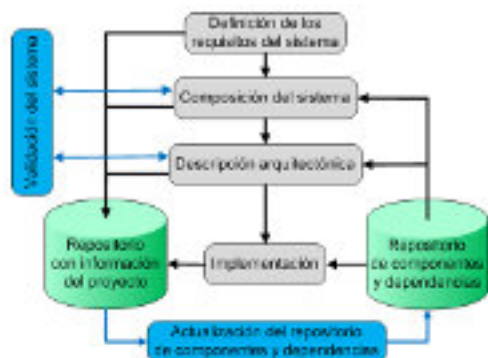 Definición de los
requisitos del sistema
Validación del sistema
Composición del sistema
Descripción arquitectónica
Repositorio
con información
del proyecto
Implementación
Repositorio
de componentes
y dependencias
Actualización del repositorio
de componentes y dependencias